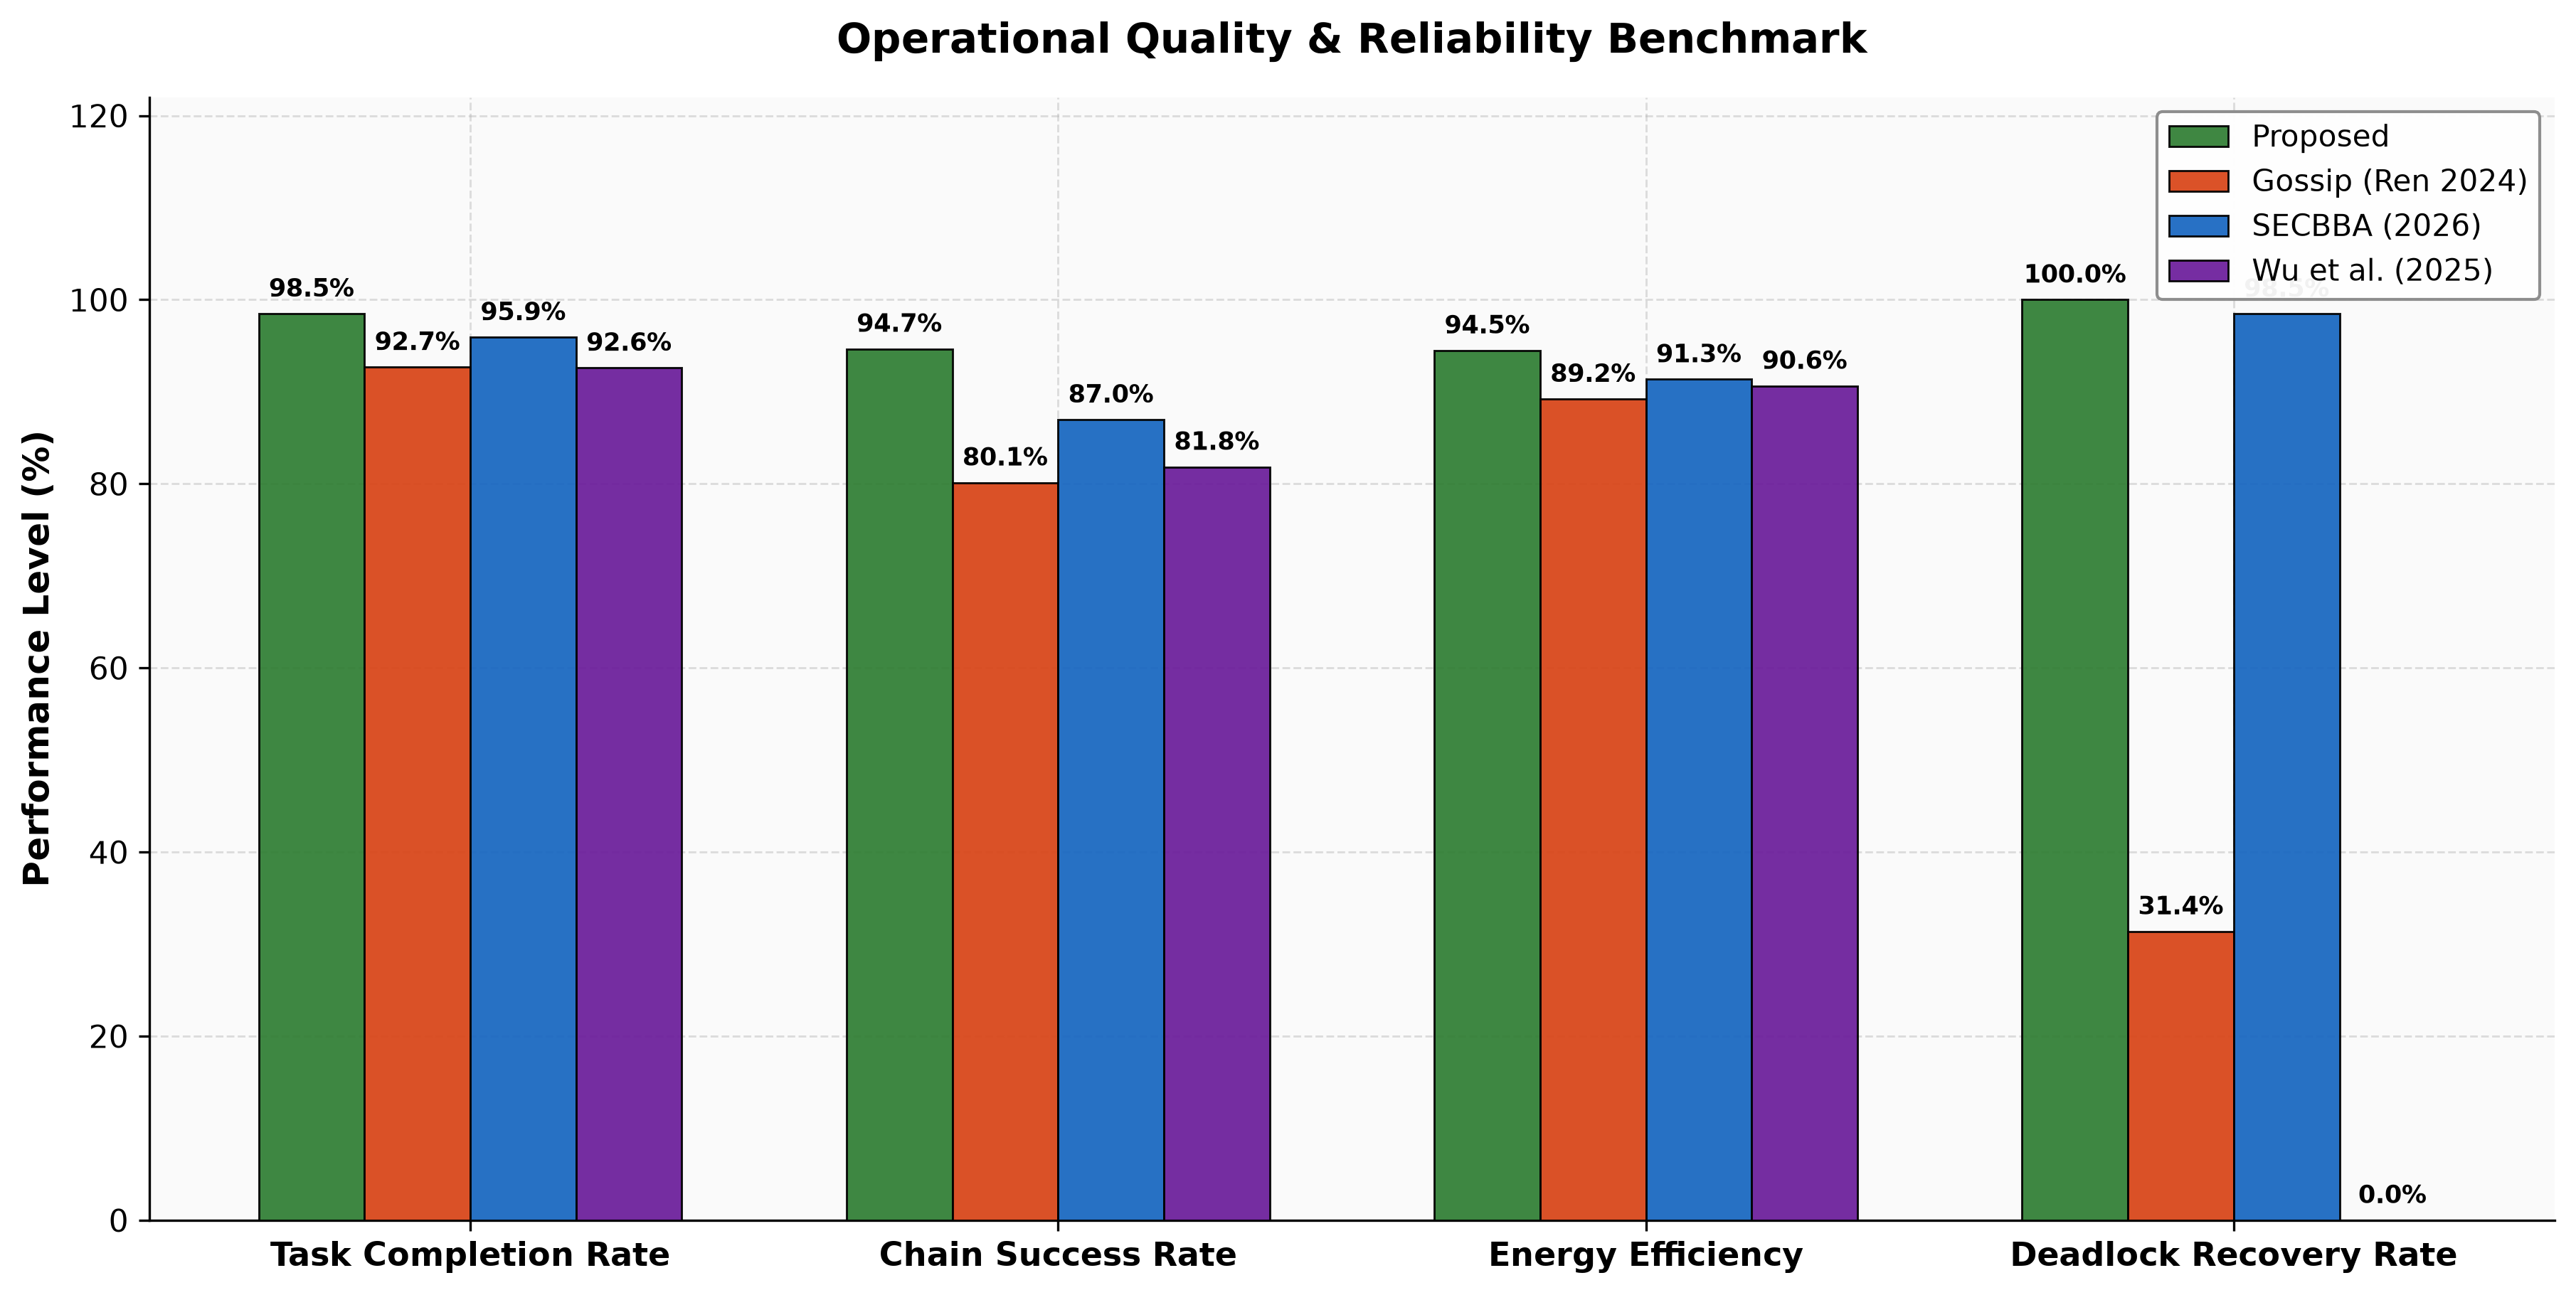 Operational Quality & Reliability Benchmark
Performance Level (%)
120
100
80
60
40
20
0
Proposed
Gossip (Ren 2024)
SECBBA (2026)
Wu et al. (2025)
98.5%
92.7%
95.9%
92.6%
94.7%
80.1%
87.0%
81.8%
94.5%
89.2%
91.3%
90.6%
100.0%
31.4%
98.5%
0.0%
Task Completion Rate
Chain Success Rate
Energy Efficiency
Deadlock Recovery Rate